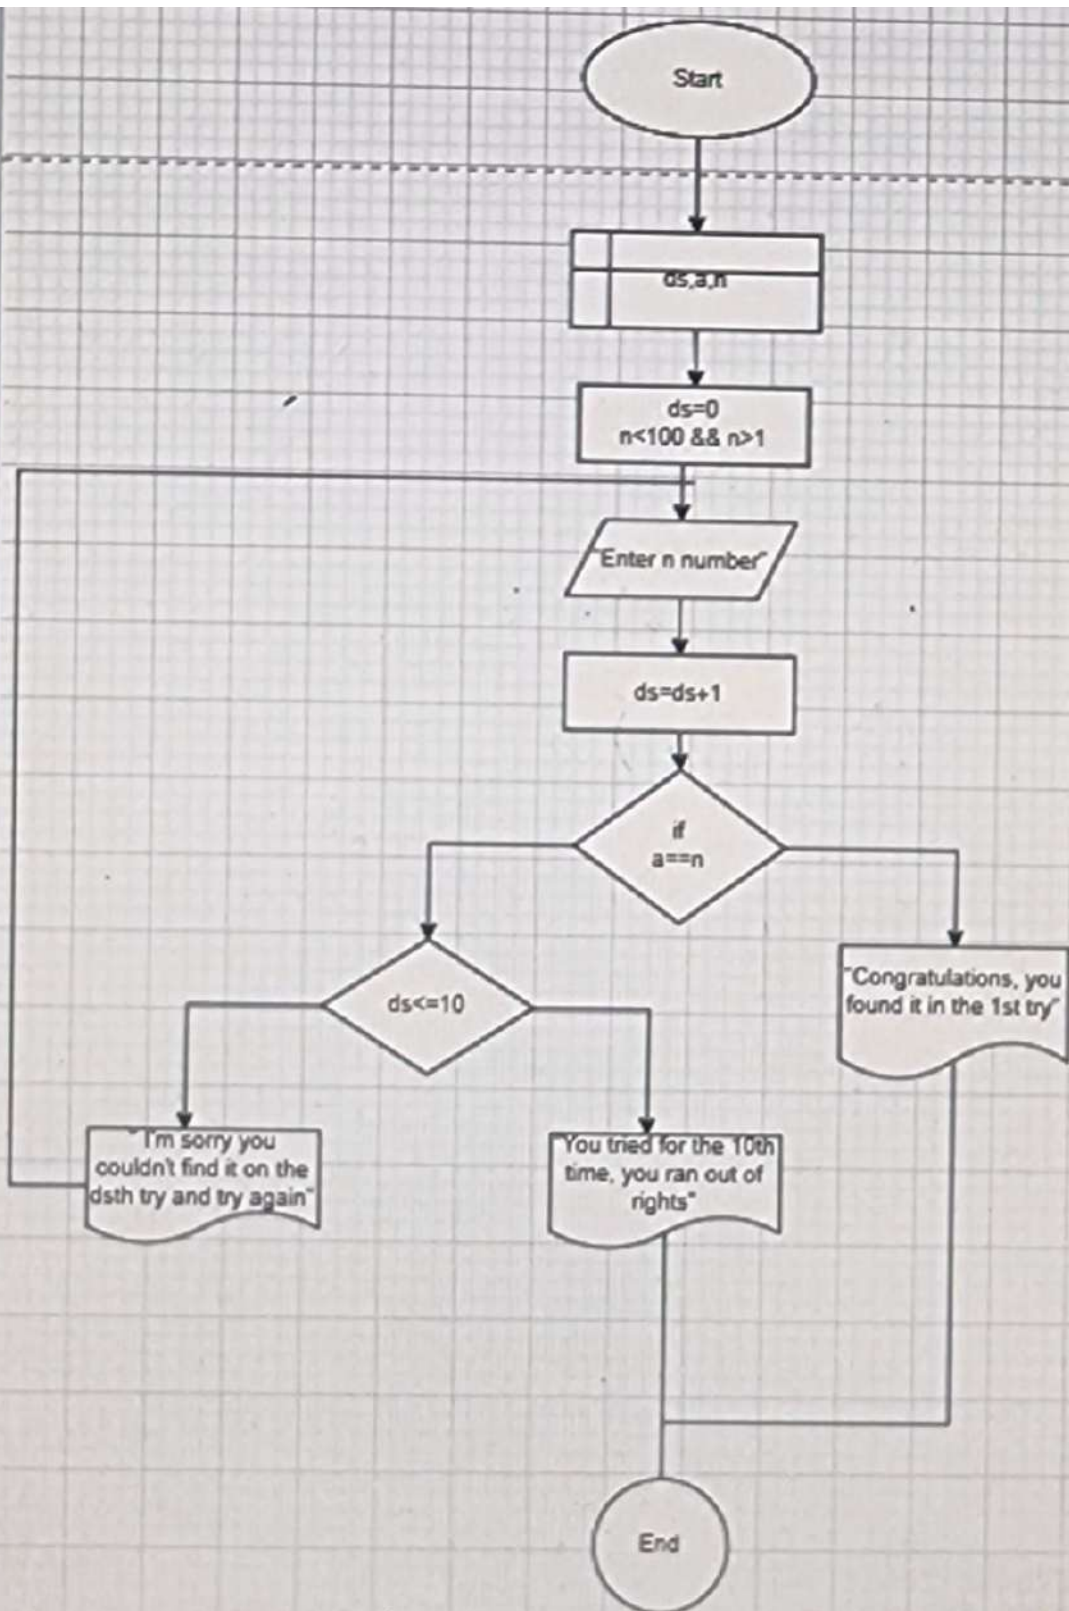 Start
ds,a,n
ds=0
n<100 && n>1
"Enter n number"
ds=ds+1
if
a==n
ds<=10
"Congratulations, you
found it in the 1st try"
" I'm sorry you
couldn't find it on the
dsth try and try again"
"You tried for the 10th
time, you ran out of
rights"
End